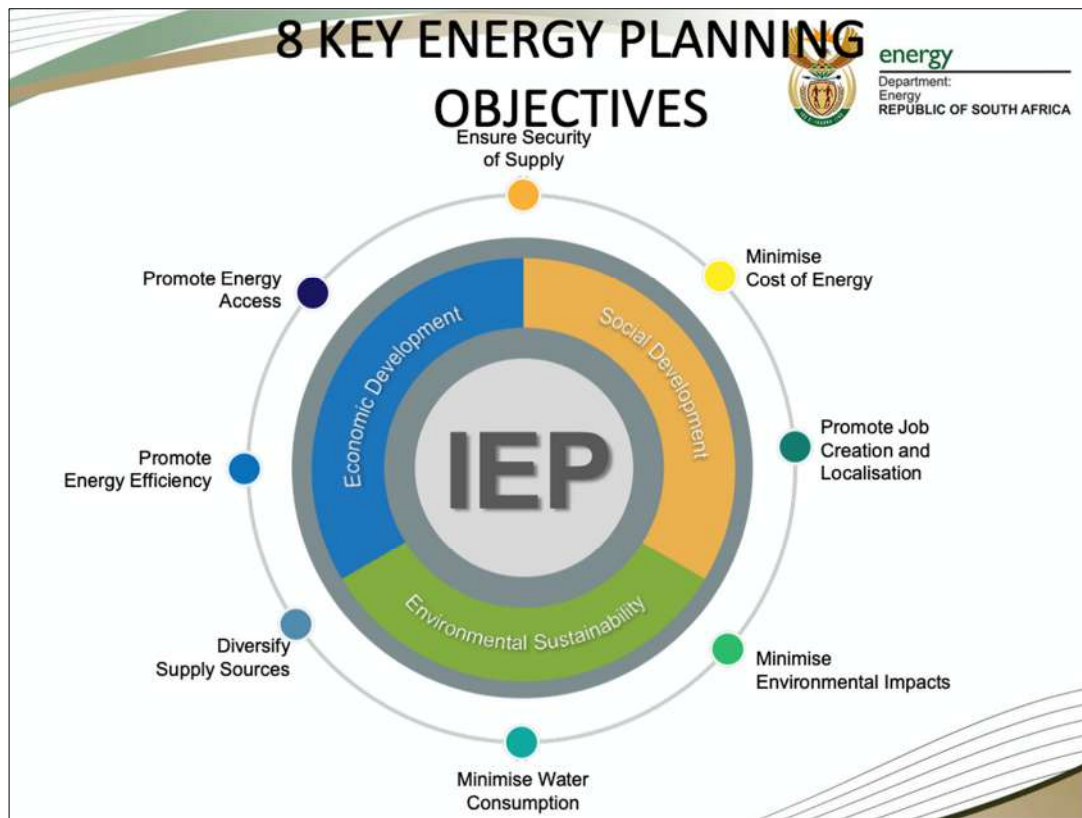 8 KEY ENERGY PLANNING
OBJECTIVES
energy
Department:
Energy
REPUBLIC OF SOUTH AFRICA
Ensure Security
of Supply
Minimise
Cost of Energy
Promote Job
Creation and
Localisation
Minimise
Environmental Impacts
Minimise Water
Consumption
Diversify
Supply Sources
Promote
Energy Efficiency
Promote Energy
Access
Economic Development
Social Development
Environmental Sustainability
IEP